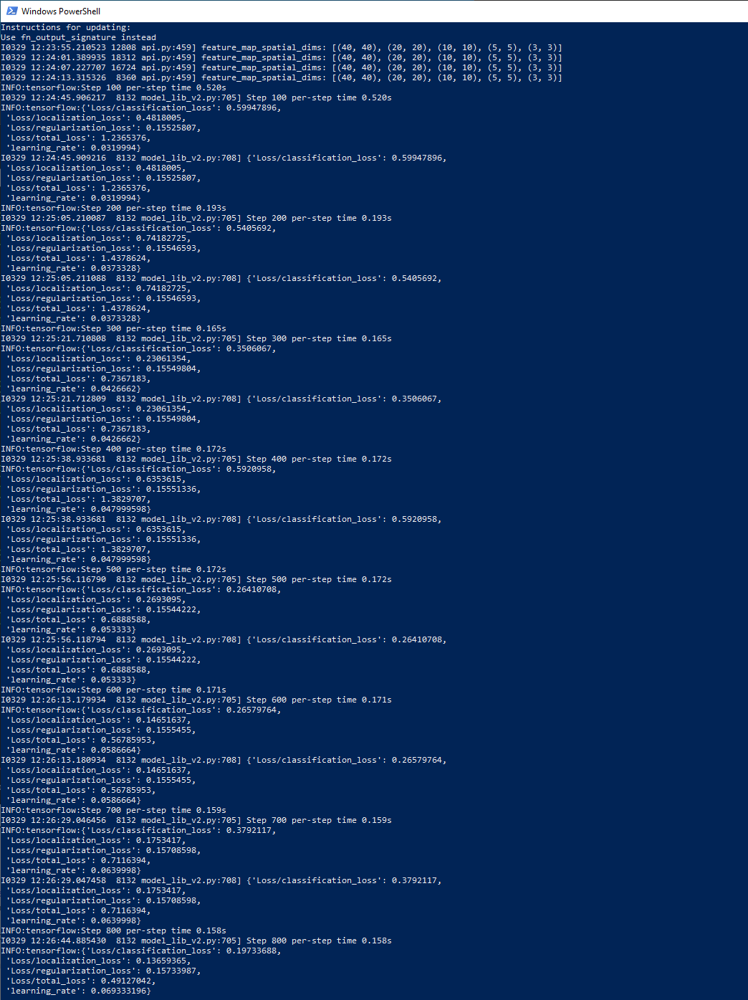 Windows PowerShell
Instructions for updating:
Use fn_output_signature instead
I0329 12:23:55.210523 12808 api.py:459] feature_map_spatial_dims: [(40, 40), (20, 20), (10, 10), (5, 5), (3, 3)]
I0329 12:24:01.389935 18312 api.py:459] feature_map_spatial_dims: [(40, 40), (20, 20), (10, 10), (5, 5), (3, 3)]
I0329 12:24:07.227707 16724 api.py:459] feature_map_spatial_dims: [(40, 40), (20, 20), (10, 10), (5, 5), (3, 3)]
I0329 12:24:13.315326  8360 api.py:459] feature_map_spatial_dims: [(40, 40), (20, 20), (10, 10), (5, 5), (3, 3)]
INFO:tensorflow:Step 100 per-step time 0.520s
I0329 12:24:45.906217  8132 model_lib_v2.py:705] Step 100 per-step time 0.520s
INFO:tensorflow:{'Loss/classification_loss': 0.59947896,
 'Loss/localization_loss': 0.4818005,
 'Loss/regularization_loss': 0.15525807,
 'Loss/total_loss': 1.2365376,
 'learning_rate': 0.0319994}
I0329 12:24:45.909216  8132 model_lib_v2.py:708] {'Loss/classification_loss': 0.59947896,
 'Loss/localization_loss': 0.4818005,
 'Loss/regularization_loss': 0.15525807,
 'Loss/total_loss': 1.2365376,
 'learning_rate': 0.0319994}
INFO:tensorflow:Step 200 per-step time 0.193s
I0329 12:25:05.210087  8132 model_lib_v2.py:705] Step 200 per-step time 0.193s
INFO:tensorflow:{'Loss/classification_loss': 0.5405692,
 'Loss/localization_loss': 0.74182725,
 'Loss/regularization_loss': 0.15546593,
 'Loss/total_loss': 1.4378624,
 'learning_rate': 0.0373328}
I0329 12:25:05.211088  8132 model_lib_v2.py:708] {'Loss/classification_loss': 0.5405692,
 'Loss/localization_loss': 0.74182725,
 'Loss/regularization_loss': 0.15546593,
 'Loss/total_loss': 1.4378624,
 'learning_rate': 0.0373328}
INFO:tensorflow:Step 300 per-step time 0.165s
I0329 12:25:21.710808  8132 model_lib_v2.py:705] Step 300 per-step time 0.165s
INFO:tensorflow:{'Loss/classification_loss': 0.3506067,
 'Loss/localization_loss': 0.23061354,
 'Loss/regularization_loss': 0.15549804,
 'Loss/total_loss': 0.7367183,
 'learning_rate': 0.0426662}
I0329 12:25:21.712809  8132 model_lib_v2.py:708] {'Loss/classification_loss': 0.3506067,
 'Loss/localization_loss': 0.23061354,
 'Loss/regularization_loss': 0.15549804,
 'Loss/total_loss': 0.7367183,
 'learning_rate': 0.0426662}
INFO:tensorflow:Step 400 per-step time 0.172s
I0329 12:25:38.933681  8132 model_lib_v2.py:705] Step 400 per-step time 0.172s
INFO:tensorflow:{'Loss/classification_loss': 0.5920958,
 'Loss/localization_loss': 0.6353615,
 'Loss/regularization_loss': 0.15551336,
 'Loss/total_loss': 1.3829707,
 'learning_rate': 0.047999598}
I0329 12:25:38.933681  8132 model_lib_v2.py:708] {'Loss/classification_loss': 0.5920958,
 'Loss/localization_loss': 0.6353615,
 'Loss/regularization_loss': 0.15551336,
 'Loss/total_loss': 1.3829707,
 'learning_rate': 0.047999598}
INFO:tensorflow:Step 500 per-step time 0.172s
I0329 12:25:56.116790  8132 model_lib_v2.py:705] Step 500 per-step time 0.172s
INFO:tensorflow:{'Loss/classification_loss': 0.26410708,
 'Loss/localization_loss': 0.2693095,
 'Loss/regularization_loss': 0.15544222,
 'Loss/total_loss': 0.6888588,
 'learning_rate': 0.053333}
I0329 12:25:56.118794  8132 model_lib_v2.py:708] {'Loss/classification_loss': 0.26410708,
 'Loss/localization_loss': 0.2693095,
 'Loss/regularization_loss': 0.15544222,
 'Loss/total_loss': 0.6888588,
 'learning_rate': 0.053333}
INFO:tensorflow:Step 600 per-step time 0.171s
I0329 12:26:13.179934  8132 model_lib_v2.py:705] Step 600 per-step time 0.171s
INFO:tensorflow:{'Loss/classification_loss': 0.26579764,
 'Loss/localization_loss': 0.14651637,
 'Loss/regularization_loss': 0.1555455,
 'Loss/total_loss': 0.56785953,
 'learning_rate': 0.0586664}
I0329 12:26:13.180934  8132 model_lib_v2.py:708] {'Loss/classification_loss': 0.26579764,
 'Loss/localization_loss': 0.14651637,
 'Loss/regularization_loss': 0.1555455,
 'Loss/total_loss': 0.56785953,
 'learning_rate': 0.0586664}
INFO:tensorflow:Step 700 per-step time 0.159s
I0329 12:26:29.046456  8132 model_lib_v2.py:705] Step 700 per-step time 0.159s
INFO:tensorflow:{'Loss/classification_loss': 0.3792117,
 'Loss/localization_loss': 0.1753417,
 'Loss/regularization_loss': 0.15708598,
 'Loss/total_loss': 0.7116394,
 'learning_rate': 0.0639998}
I0329 12:26:29.047458  8132 model_lib_v2.py:708] {'Loss/classification_loss': 0.3792117,
 'Loss/localization_loss': 0.1753417,
 'Loss/regularization_loss': 0.15708598,
 'Loss/total_loss': 0.7116394,
 'learning_rate': 0.0639998}
INFO:tensorflow:Step 800 per-step time 0.158s
I0329 12:26:44.885430  8132 model_lib_v2.py:705] Step 800 per-step time 0.158s
INFO:tensorflow:{'Loss/classification_loss': 0.19733688,
 'Loss/localization_loss': 0.13659365,
 'Loss/regularization_loss': 0.15733987,
 'Loss/total_loss': 0.49127042,
 'learning_rate': 0.069333196}